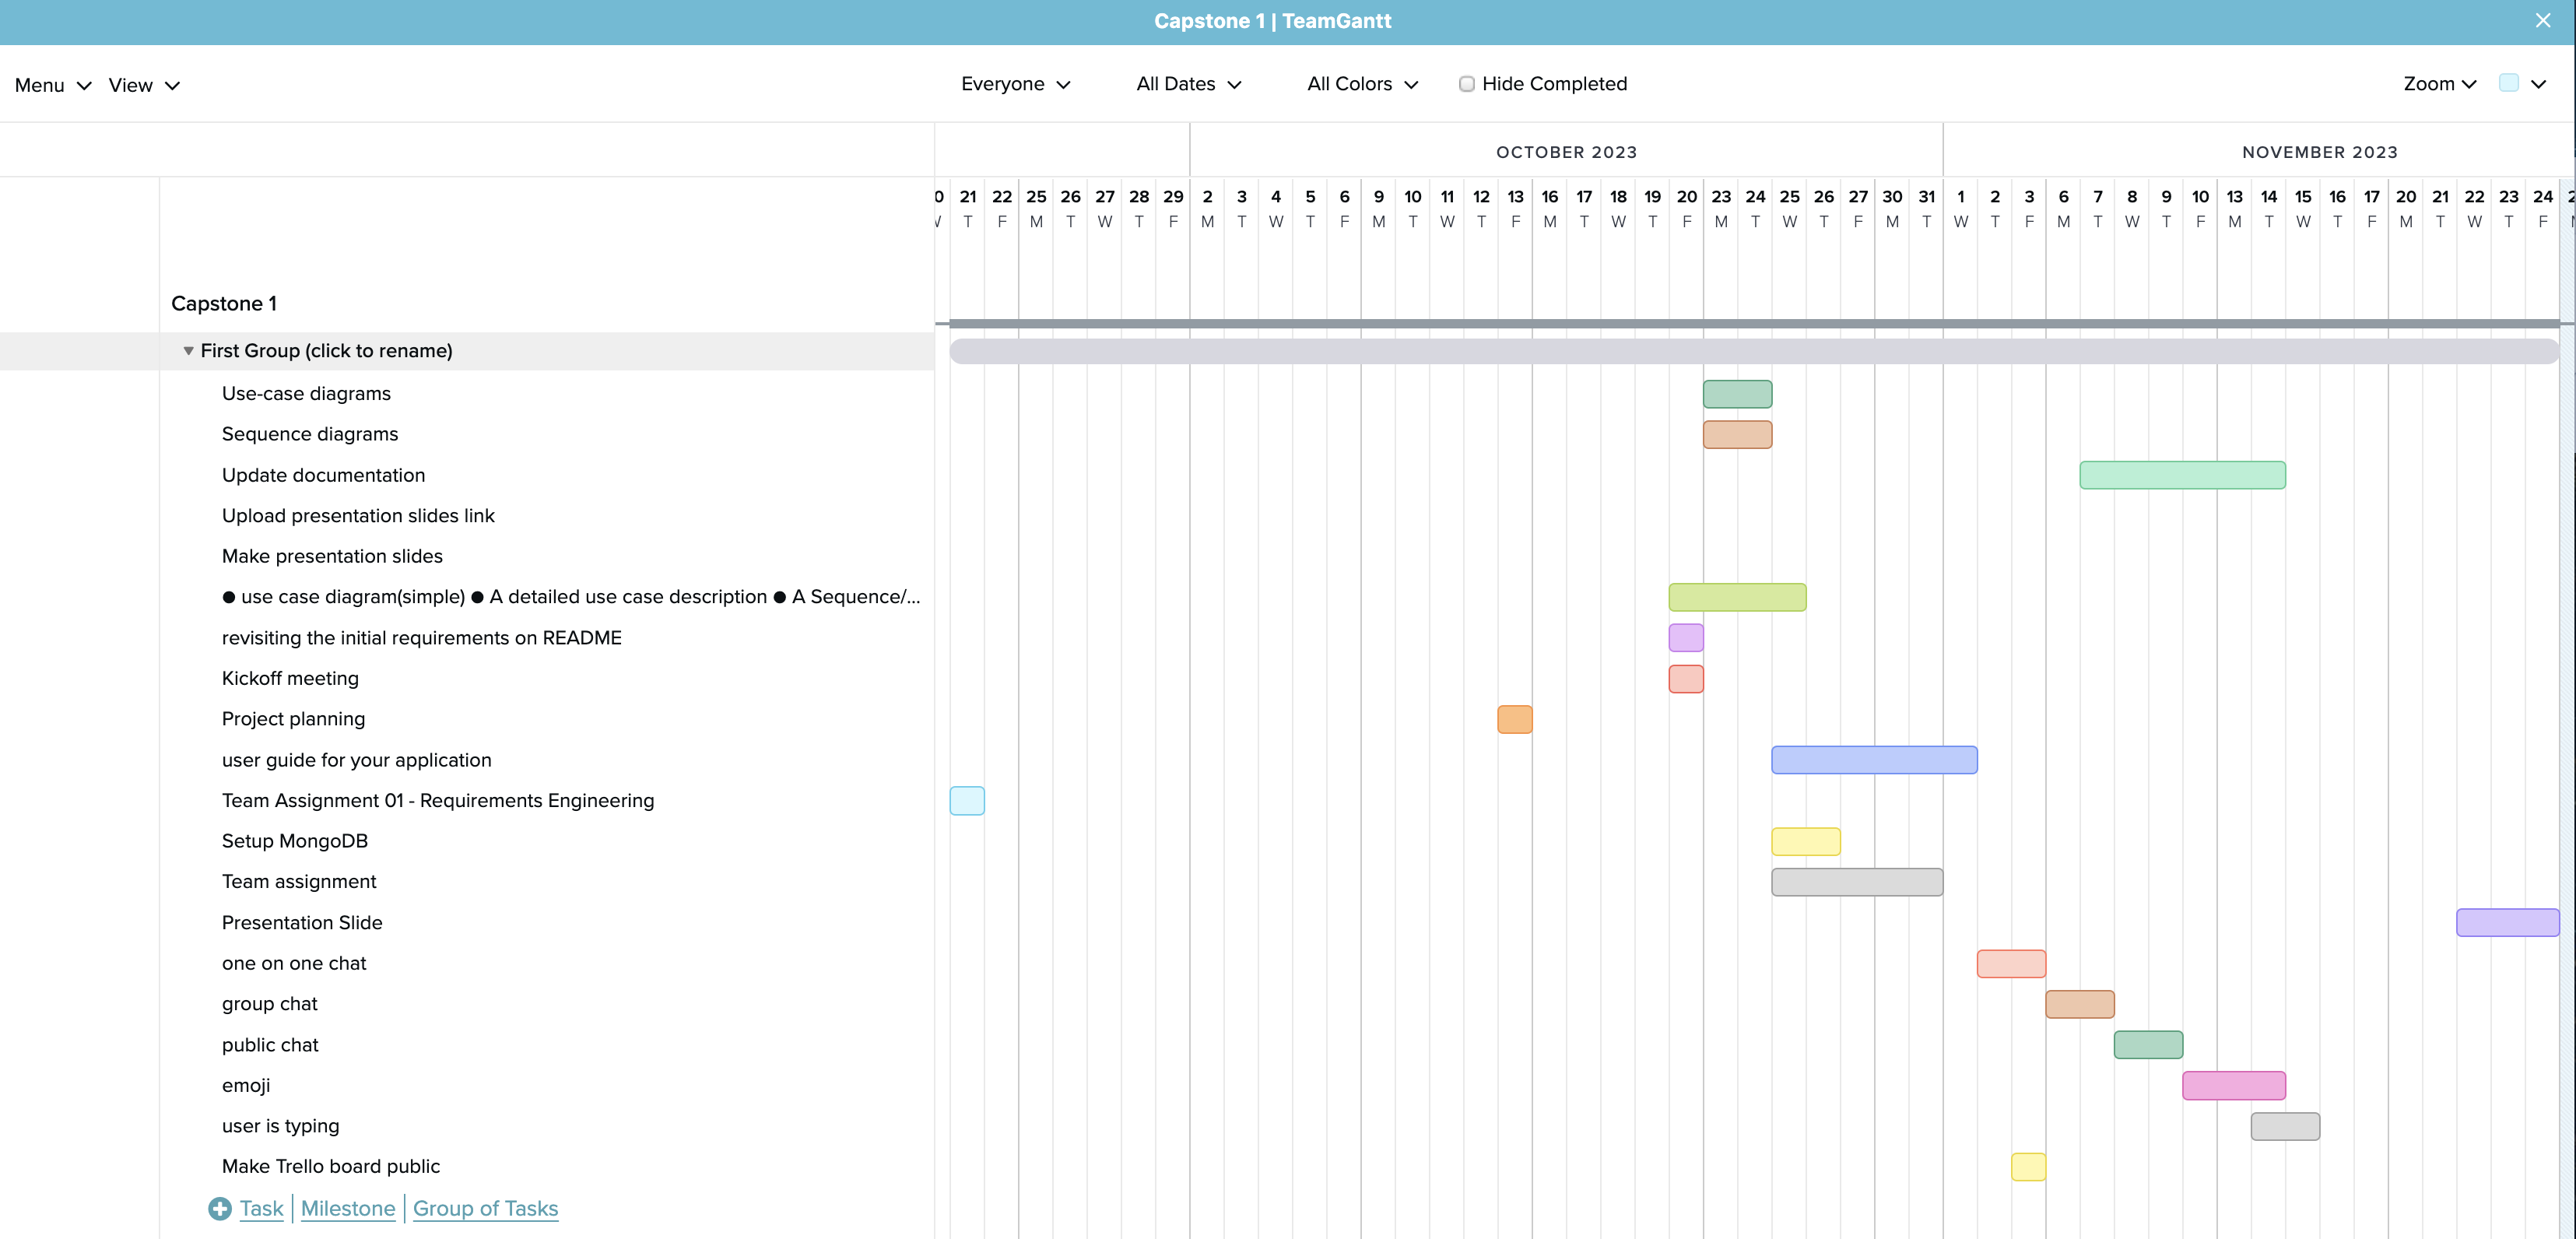 Capstone 1 | TeamGantt
Menu View Everyone All Dates All Colors Hide Completed Zoom
OCTOBER 2023 NOVEMBER 2023
21 22 25 26 27 28 29 2 3 4 5 6 9 10 11 12 13 16 17 18 19 20 23 24 25 26 27 30 31 1 2 3 6 7 8 9 10 13 14 15 16 17 20 21 22 23 24
T F M T W T F M T W T F M T W T F M T W T F M T W T F M T W T F M T W T F M T W T F M T W T F
Capstone 1
First Group (click to rename)
Use-case diagrams
Sequence diagrams
Update documentation
Upload presentation slides link
Make presentation slides
● use case diagram(simple) ● A detailed use case description ● A Sequence/...
revisiting the initial requirements on README
Kickoff meeting
Project planning
user guide for your application
Team Assignment 01 - Requirements Engineering
Setup MongoDB
Team assignment
Presentation Slide
one on one chat
group chat
public chat
emoji
user is typing
Make Trello board public
Task | Milestone | Group of Tasks